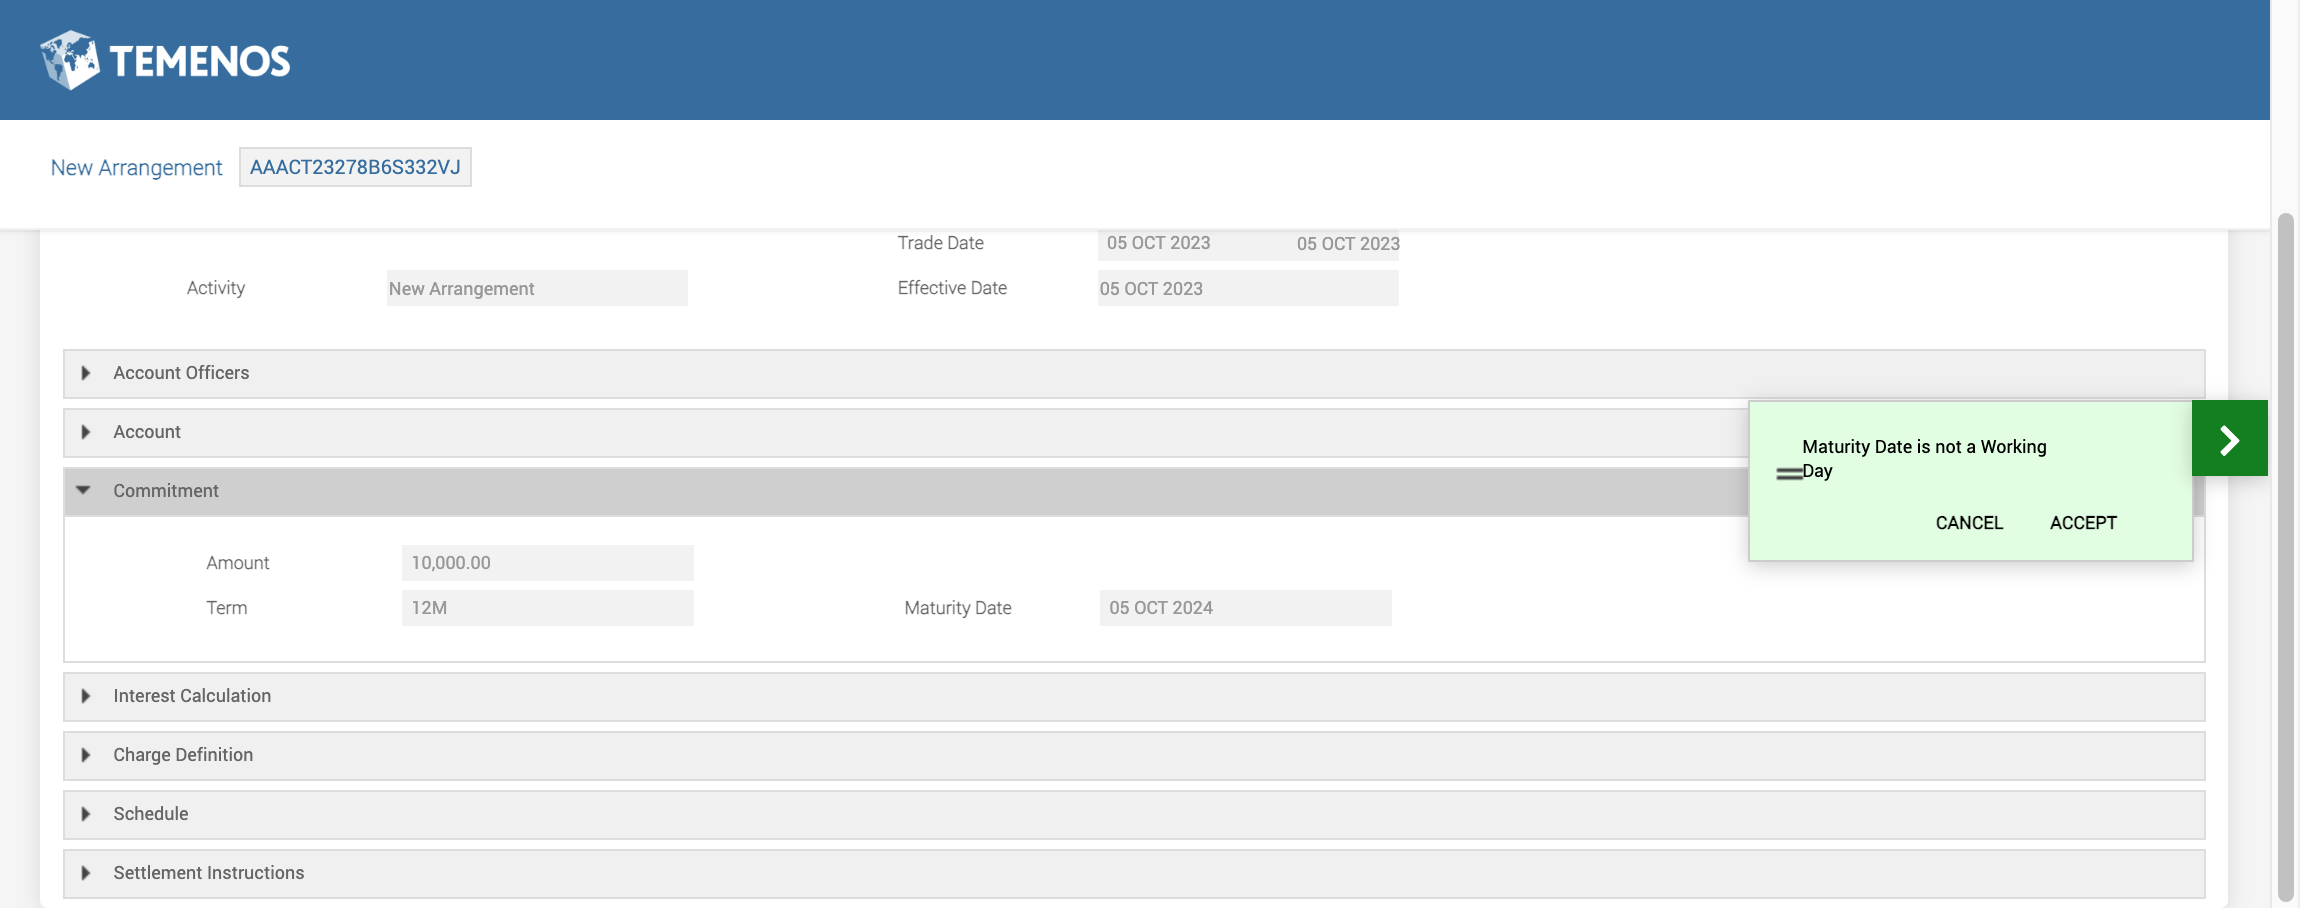 TEMENOS
New Arrangement AAACT23278B6S332VJ
Trade Date 05 OCT 2023 05 OCT 2023
Activity New Arrangement Effective Date 05 OCT 2023
Account Officers
Account
Maturity Date is not a Working
Day
CANCEL ACCEPT
Commitment
Amount 10,000.00
Term 12M Maturity Date 05 OCT 2024
Interest Calculation
Charge Definition
Schedule
Settlement Instructions